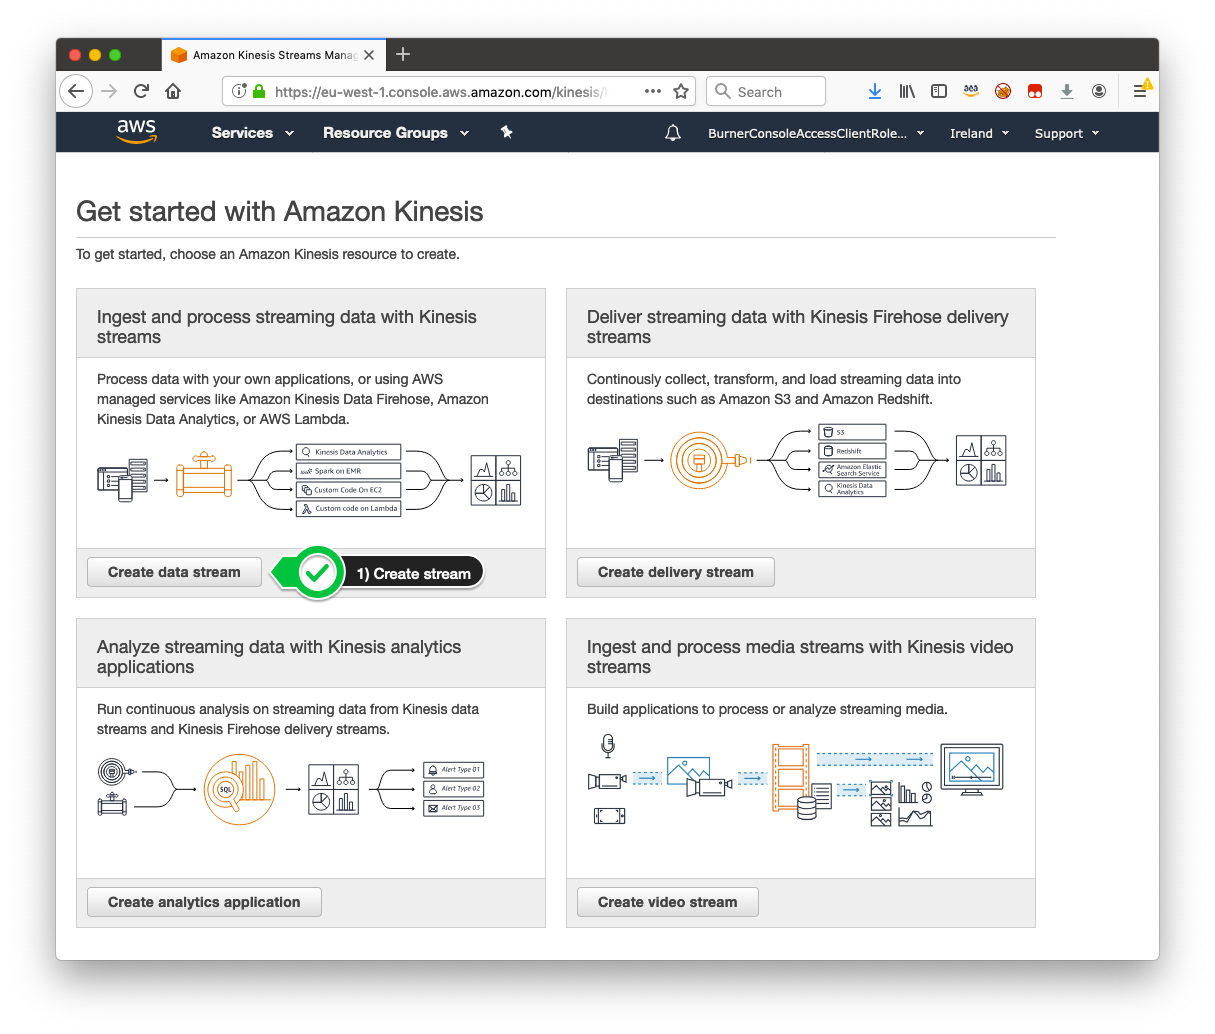 Amazon Kinesis Streams Manag
https://eu-west-1.console.aws.amazon.com/kinesis/
Search
aws
Services
Resource Groups
BurnerConsoleAccessClientRole...
Ireland
Support
Get started with Amazon Kinesis
To get started, choose an Amazon Kinesis resource to create.
Ingest and process streaming data with Kinesis
streams
Process data with your own applications, or using AWS
managed services like Amazon Kinesis Data Firehose, Amazon
Kinesis Data Analytics, or AWS Lambda.
Kinesis Data Analytics
Spark on EMR
Custom Code On EC2
Custom code on Lambda
Create data stream
1) Create stream
Deliver streaming data with Kinesis Firehose delivery
streams
Continously collect, transform, and load streaming data into
destinations such as Amazon S3 and Amazon Redshift.
S3
Redshift
Amazon Elastic
Search Service
Kinesis Data
Analytics
Create delivery stream
Analyze streaming data with Kinesis analytics
applications
Run continuous analysis on streaming data from Kinesis data
streams and Kinesis Firehose delivery streams.
SQL
Alert Type 01
Alert Type 02
Alert Type 03
Create analytics application
Ingest and process media streams with Kinesis video
streams
Build applications to process or analyze streaming media.
Create video stream